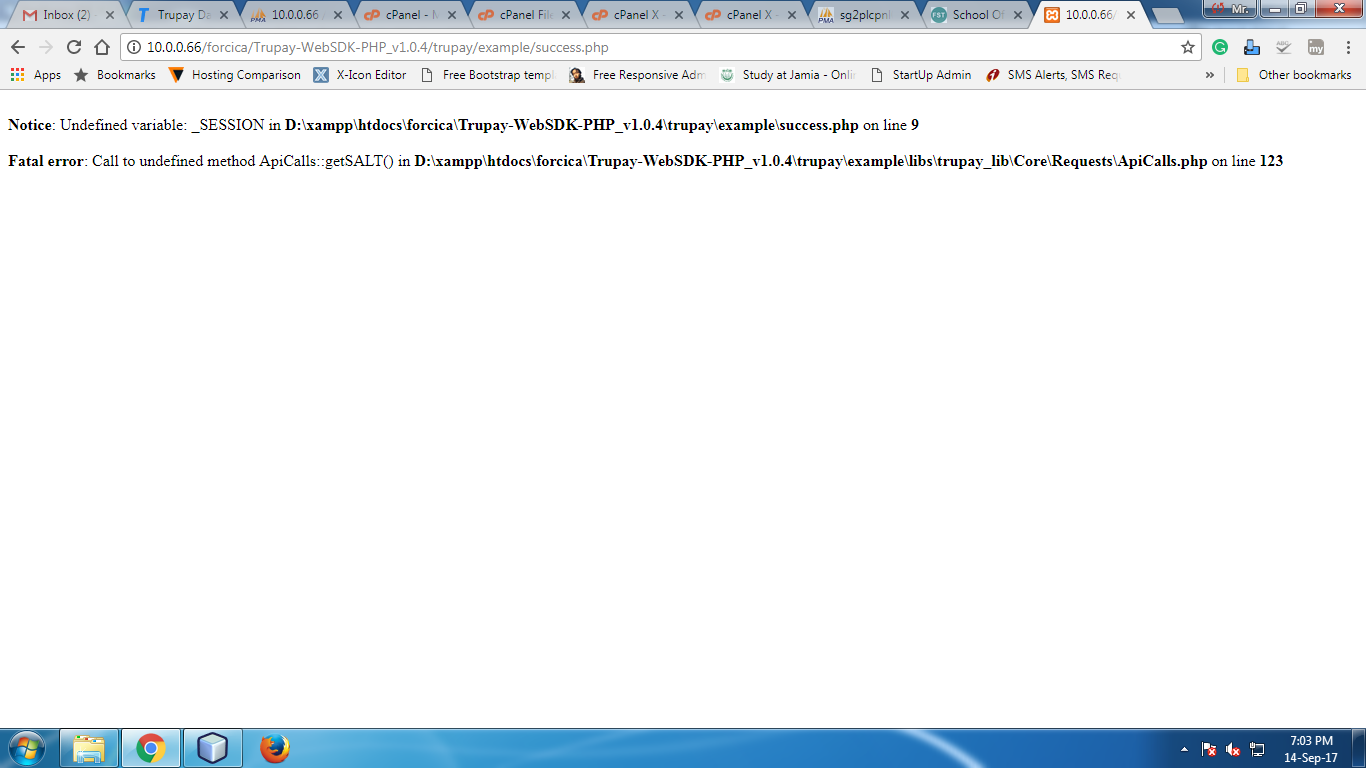 Inbox (2)
Trupay Da
10.0.0.66
cPanel - M
cPanel File
cPanel X -
cPanel X -
sg2plcpnl
School Of
10.0.0.66/
Mr.
10.0.0.66/forcica/Trupay-WebSDK-PHP_v1.0.4/trupay/example/success.php
Apps
Bookmarks
Hosting Comparison
X-Icon Editor
Free Bootstrap templ
Free Responsive Adm
Study at Jamia - Onlin
StartUp Admin
SMS Alerts, SMS Requ
»
Other bookmarks
Notice: Undefined variable: _SESSION in D:\xampp\htdocs\forcica\Trupay-WebSDK-PHP_v1.0.4\trupay\example\success.php on line 9
Fatal error: Call to undefined method ApiCalls::getSALT() in D:\xampp\htdocs\forcica\Trupay-WebSDK-PHP_v1.0.4\trupay\example\libs\trupay_lib\Core\Requests\ApiCalls.php on line 123
7:03 PM
14-Sep-17